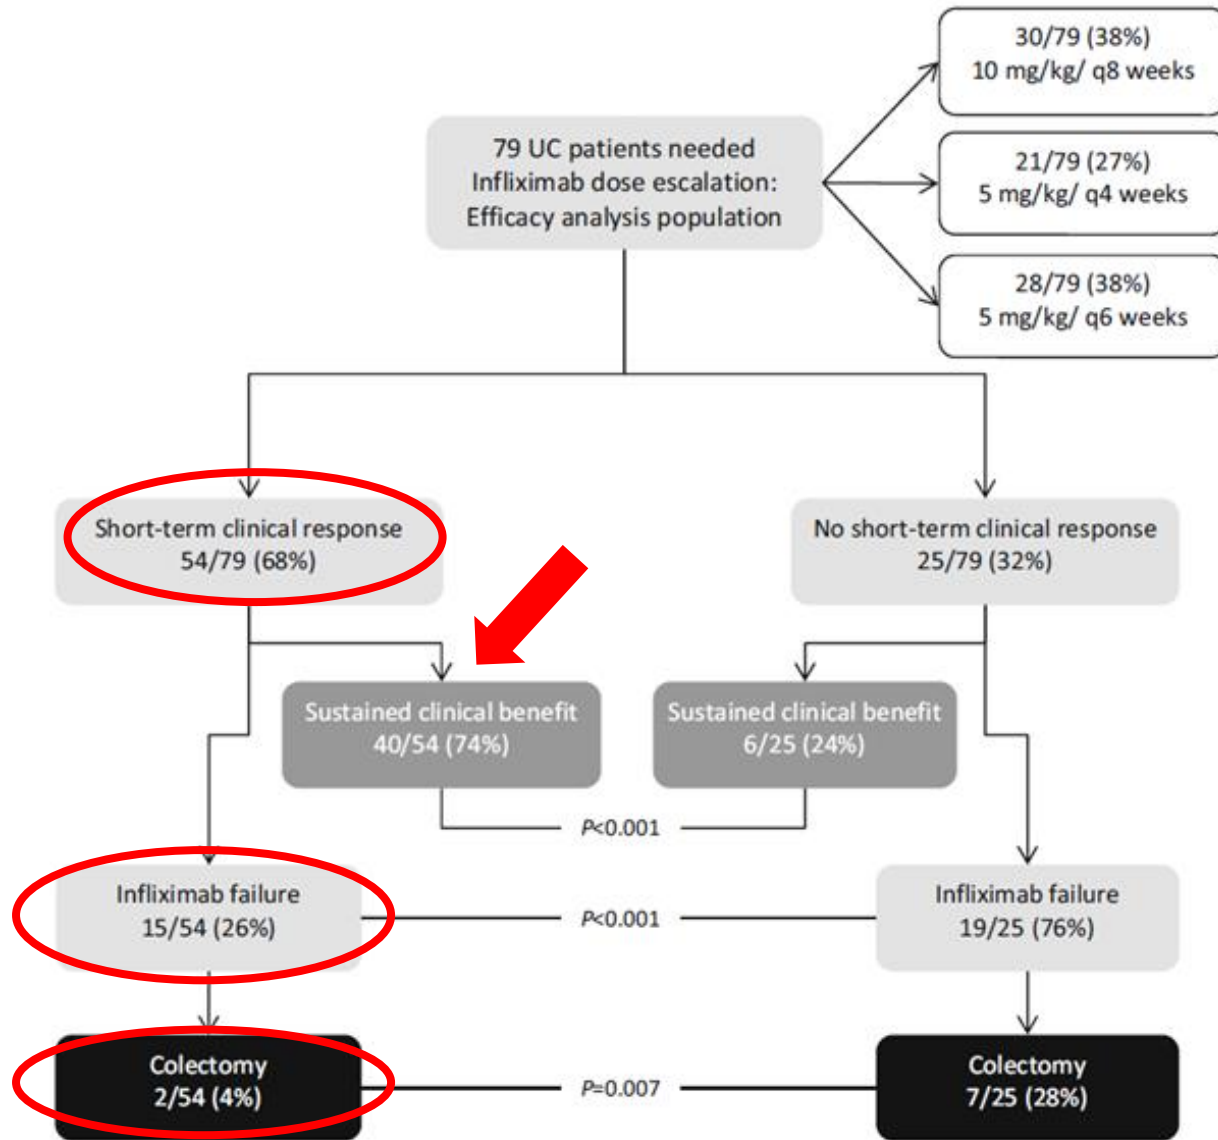 30/79 (38%)
10 mg/kg/ q8 weeks
79 UC patients needed
Infliximab dose escalation:
Efficacy analysis population
21/79 (27%)
5 mg/kg/ q4 weeks
28/79 (38%)
5 mg/kg/ q6 weeks
Short-term clinical response
54/79 (68%)
No short-term clinical response
25/79 (32%)
Sustained clinical benefit
40/54 (74%)
Sustained clinical benefit
6/25 (24%)
P<0.001
Infliximab failure
15/54 (26%)
P<0.001
Infliximab failure
19/25 (76%)
Colectomy
2/54 (4%)
P=0.007
Colectomy
7/25 (28%)